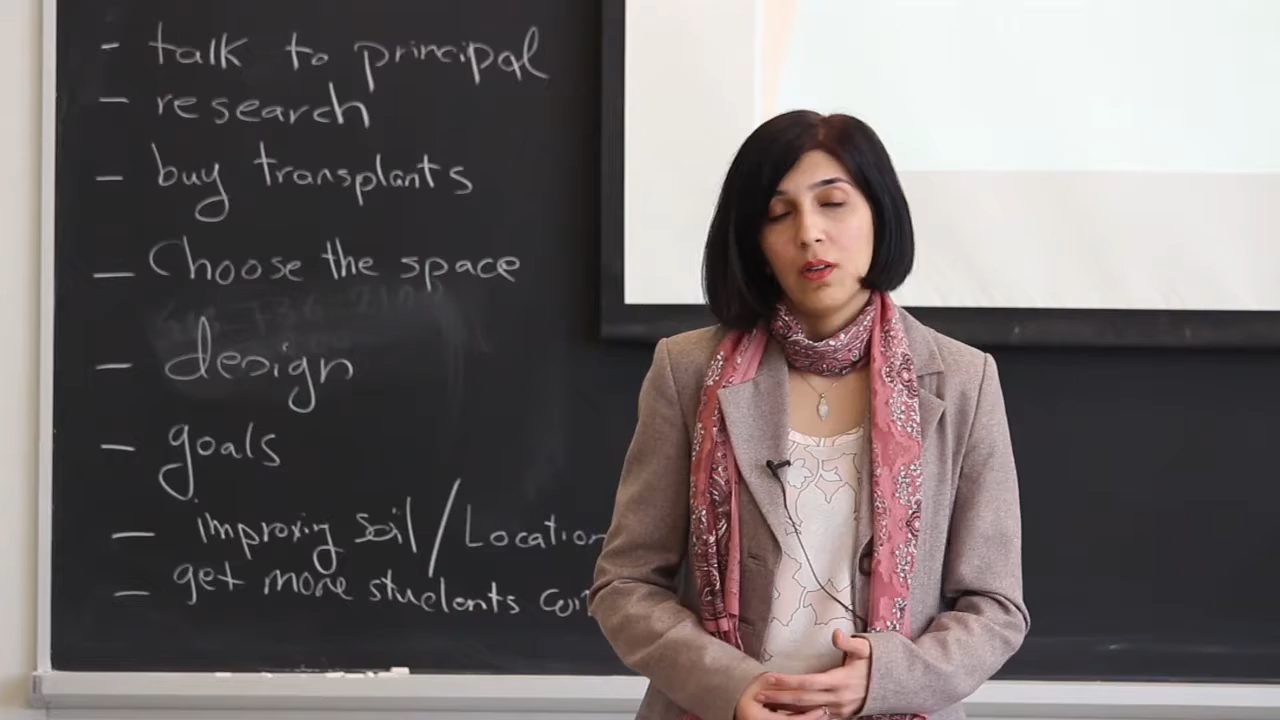 - talk to principal
- research
- buy transplants
- Choose the space
- design
- goals
- improving soil/Location
- get more students